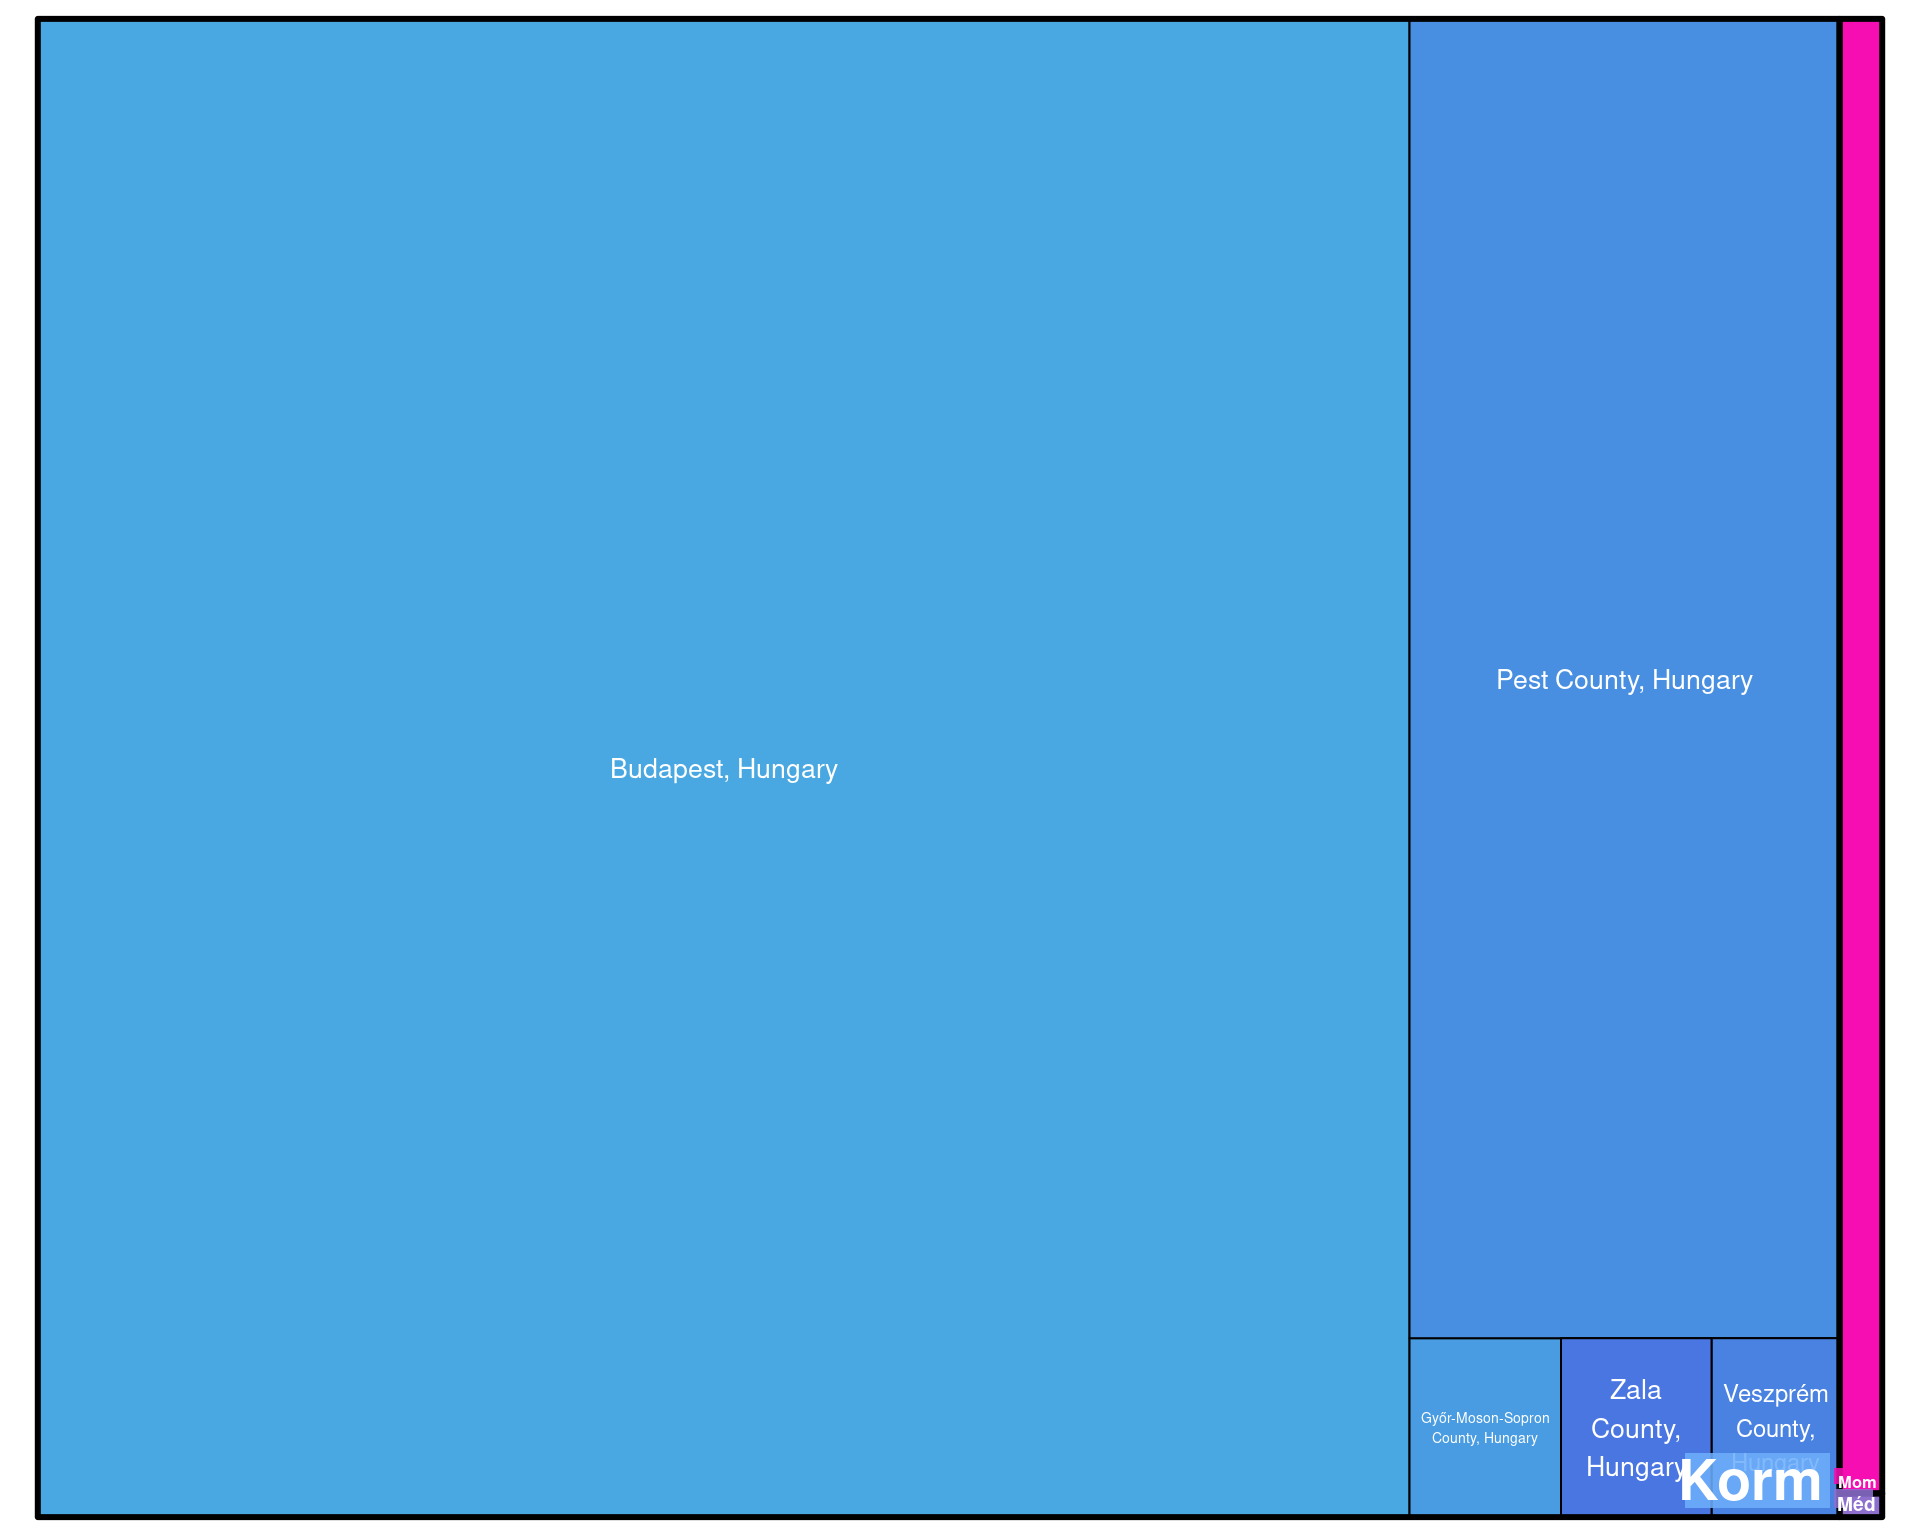 Budapest, Hungary
Pest County, Hungary
Győr-Moson-Sopron
County, Hungary
Zala
County,
Hungary
Veszprém
County,
Hungary
Korm
Mom
Méd